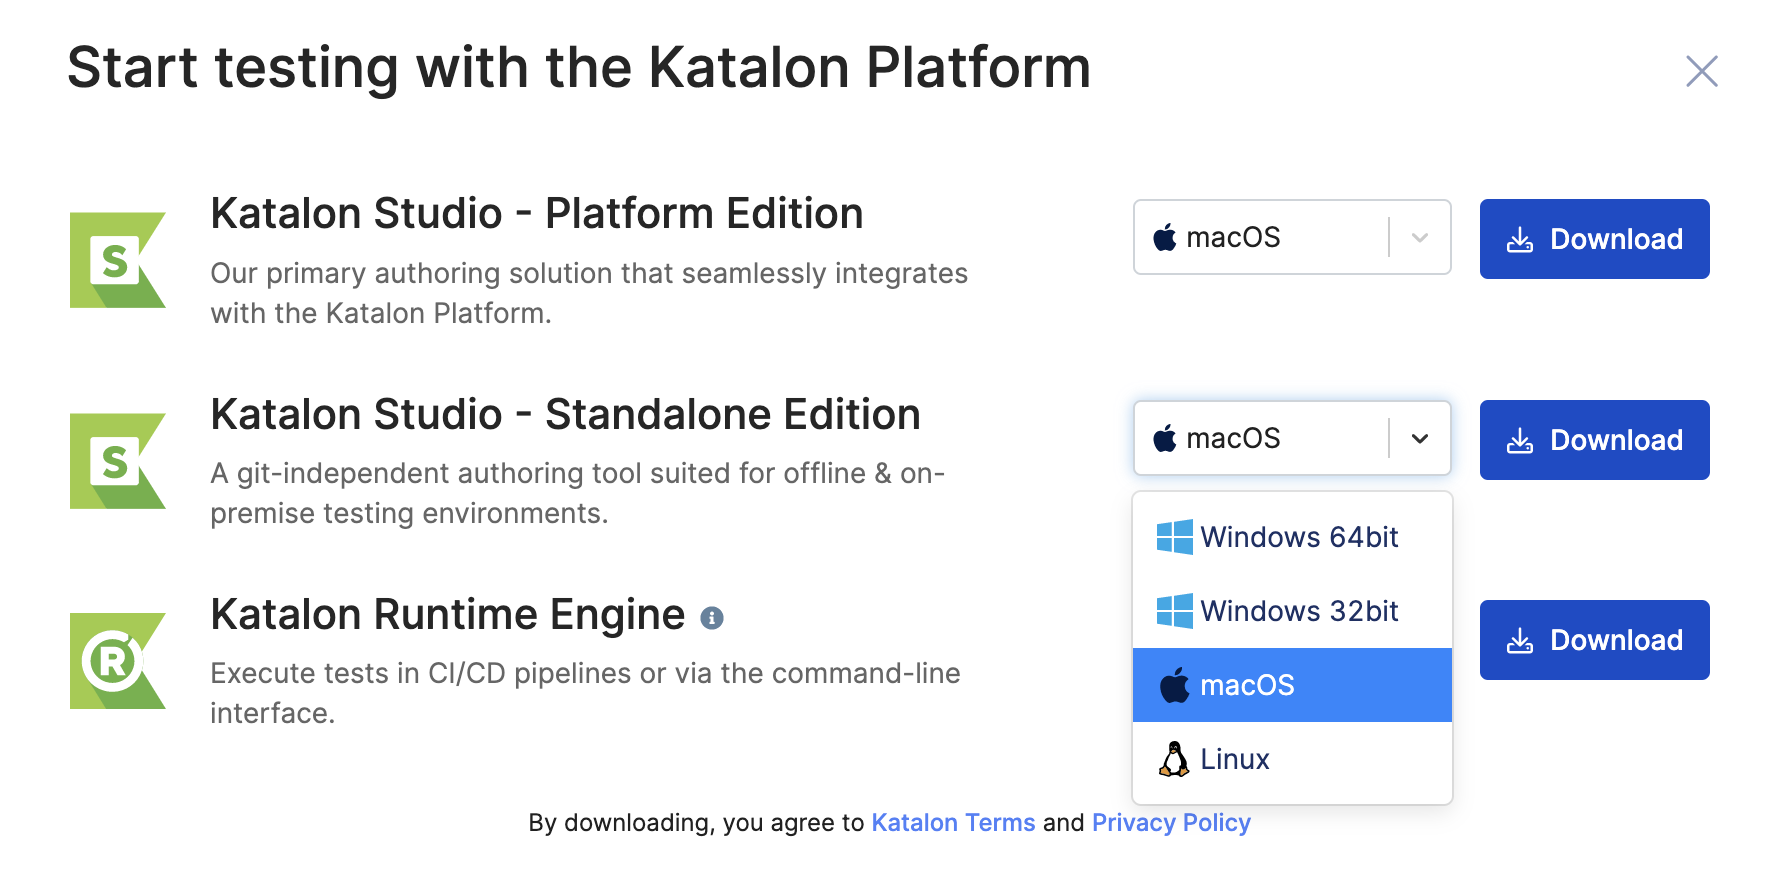 Start testing with the Katalon Platform
S
Katalon Studio - Platform Edition
Our primary authoring solution that seamlessly integrates
with the Katalon Platform.
macOS
Download
S
Katalon Studio - Standalone Edition
A git-independent authoring tool suited for offline & on-
premise testing environments.
macOS
Download
Windows 64bit
Windows 32bit
macOS
Linux
R
Katalon Runtime Engine
Execute tests in CI/CD pipelines or via the command-line
interface.
Download
By downloading, you agree to Katalon Terms and Privacy Policy